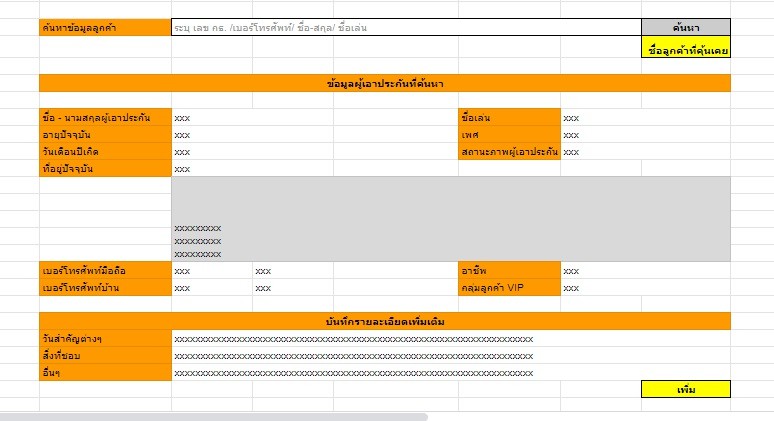 ค้นหาข้อมูลลูกค้า ระบุ เลข คธ. /เบอร์โทรศัพท์/ ชื่อ-สกุล/ ชื่อเล่น ค้นหา
ชื่อลูกค้าที่คุ้นเคย
ข้อมูลผู้เอาประกันที่ค้นหา
ชื่อ - นามสกุลผู้เอาประกัน xxx ชื่อเลน xxx
อายุปัจจุบัน xxx เพศ xxx
วันเดือนปีเกิด xxx สถานะภาพผู้เอาประกัน xxx
ที่อยู่ปัจจุบัน xxx
xxxxxxxxx
xxxxxxxxx
xxxxxxxxx
เบอร์โทรศัพท์มือถือ xxx xxx อาชีพ xxx
เบอร์โทรศัพท์บ้าน xxx xxx กลุ่มลูกค้า VIP xxx
บันทึกรายละเอียดเพิ่มเติม
วันสำคัญต่างๆ xxxxxxxxxxxxxxxxxxxxxxxxxxxxxxxxxxxxxxxxxxxxxxxxxxxxxxxxxxxxxxxxxxxxxx
สิ่งที่ชอบ xxxxxxxxxxxxxxxxxxxxxxxxxxxxxxxxxxxxxxxxxxxxxxxxxxxxxxxxxxxxxxxxxxxxxx
อื่นๆ xxxxxxxxxxxxxxxxxxxxxxxxxxxxxxxxxxxxxxxxxxxxxxxxxxxxxxxxxxxxxxxxxxxxxx
เพิ่ม